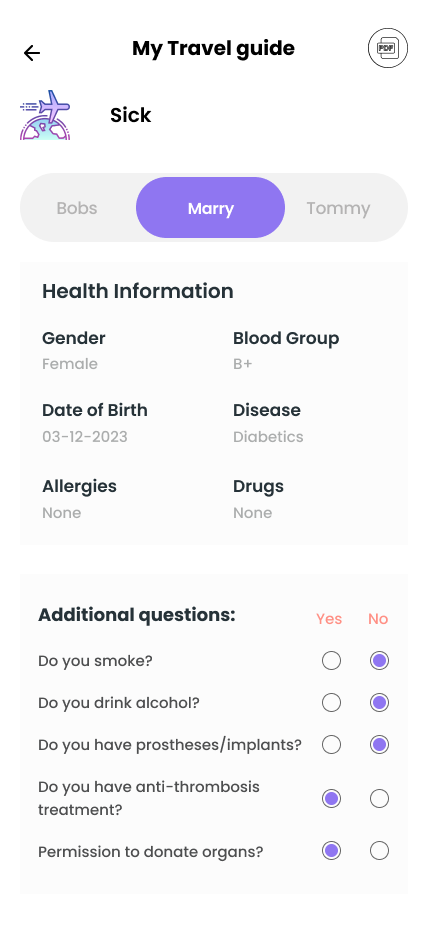 My Travel guide
PDF
Sick
Bobs Marry Tommy
Health Information
Gender Blood Group
Female B+
Date of Birth Disease
03-12-2023 Diabetics
Allergies Drugs
None None
Additional questions: Yes No
Do you smoke?
Do you drink alcohol?
Do you have prostheses/implants?
Do you have anti-thrombosis
treatment?
Permission to donate organs?